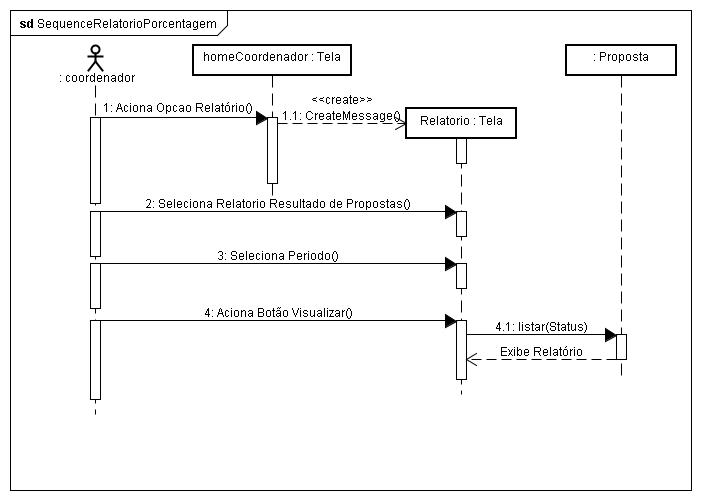 sd SequenceRelatorioPorcentagem
: coordenador
homeCoordenador : Tela
: Proposta
<<create>>
1: Aciona Opcao Relatório()
1.1: CreateMessage()
Relatorio : Tela
2: Seleciona Relatorio Resultado de Propostas()
3: Seleciona Periodo()
4: Aciona Botão Visualizar()
4.1: listar(Status)
Exibe Relatório